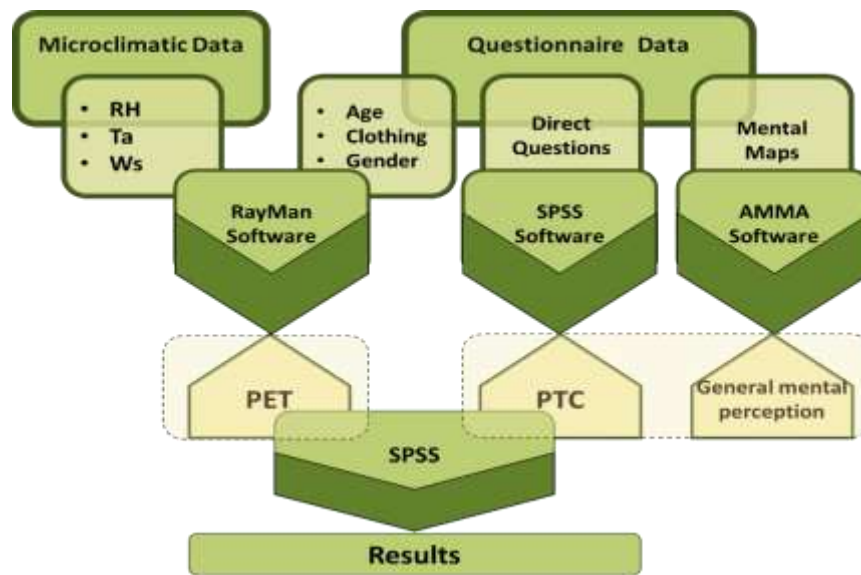 Microclimatic Data
Questionnaire Data
• RH
• Ta
• Ws
• Age
• Clothing
• Gender
Direct
Questions
Mental
Maps
RayMan
Software
SPSS
Software
AMMA
Software
PET
PTC
General mental
perception
SPSS
Results